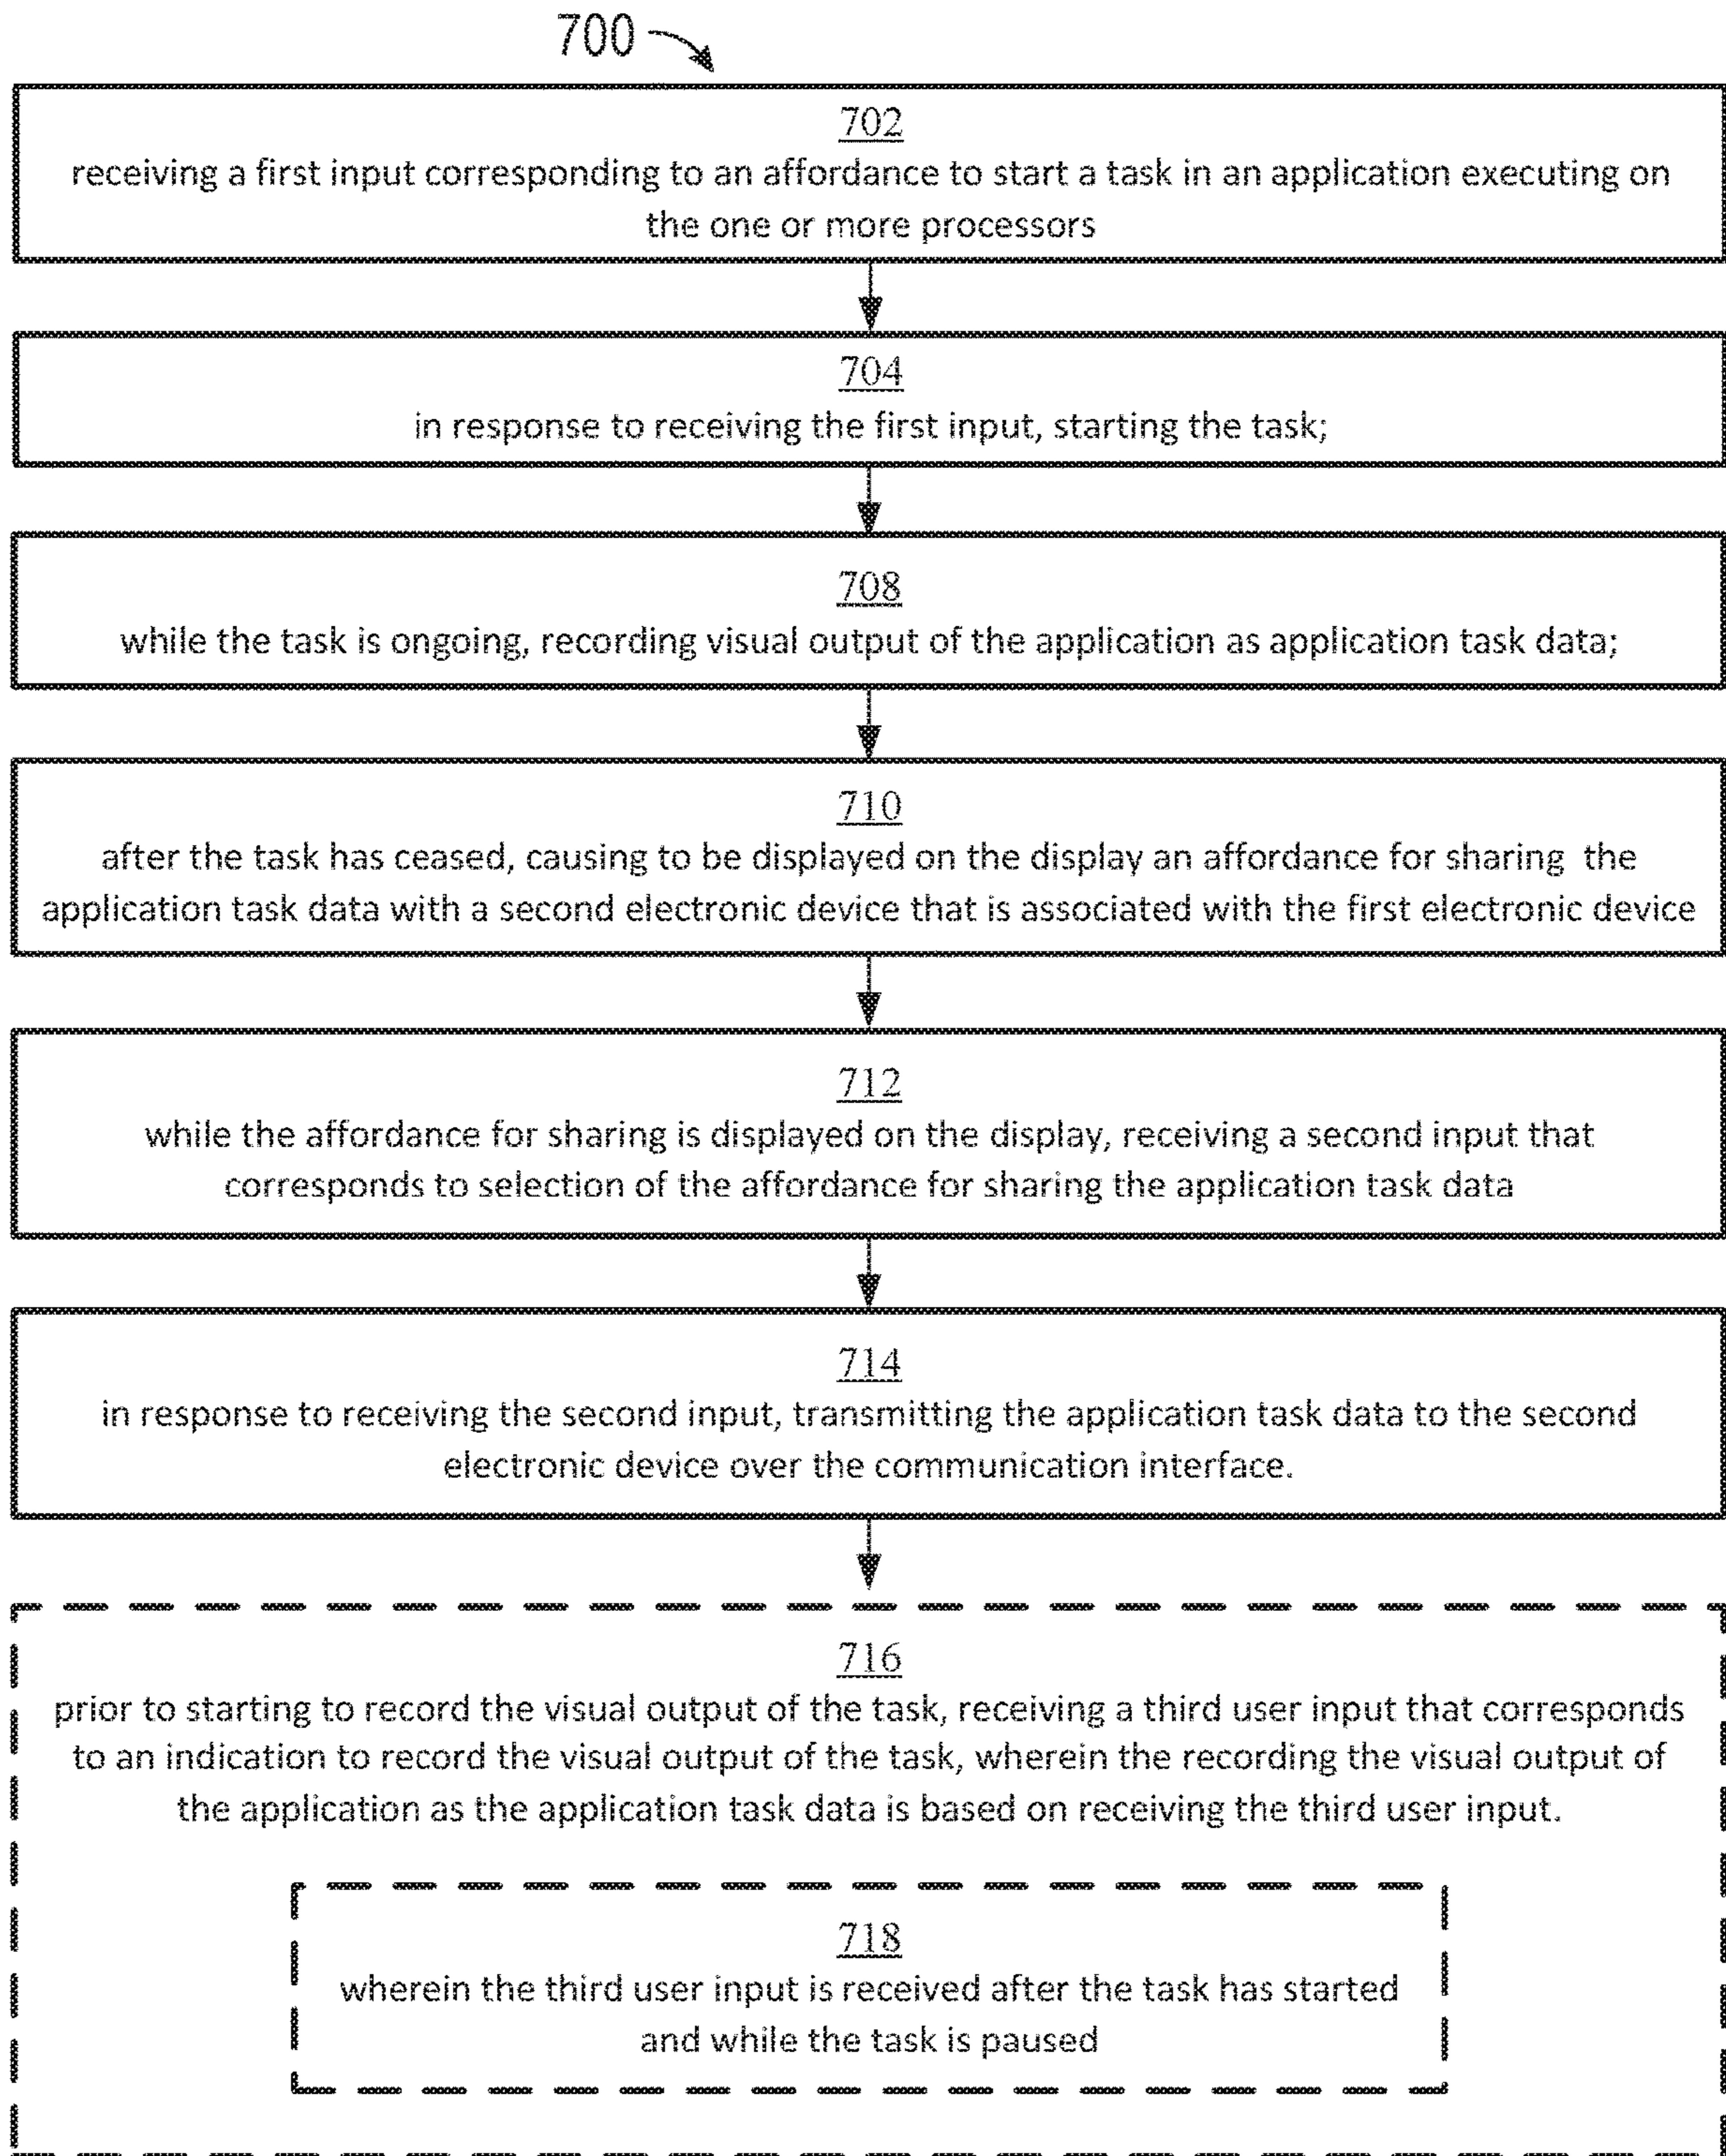 700
702
receiving a first input corresponding to an affordance to start a task in an application executing on
the one or more processors
704
in response to receiving the first input, starting the task;
708
while the task is ongoing, recording visual output of the application as application task data;
710
after the task has ceased, causing to be displayed on the display an affordance for sharing the
application task data with a second electronic device that is associated with the first electronic device
712
while the affordance for sharing is displayed on the display, receiving a second input that
corresponds to selection of the affordance for sharing the application task data
714
in response to receiving the second input, transmitting the application task data to the second
electronic device over the communication interface.
716
prior to starting to record the visual output of the task, receiving a third user input that corresponds
to an indication to record the visual output of the task, wherein the recording the visual output of
the application as the application task data is based on receiving the third user input.
718
wherein the third user input is received after the task has started
and while the task is paused